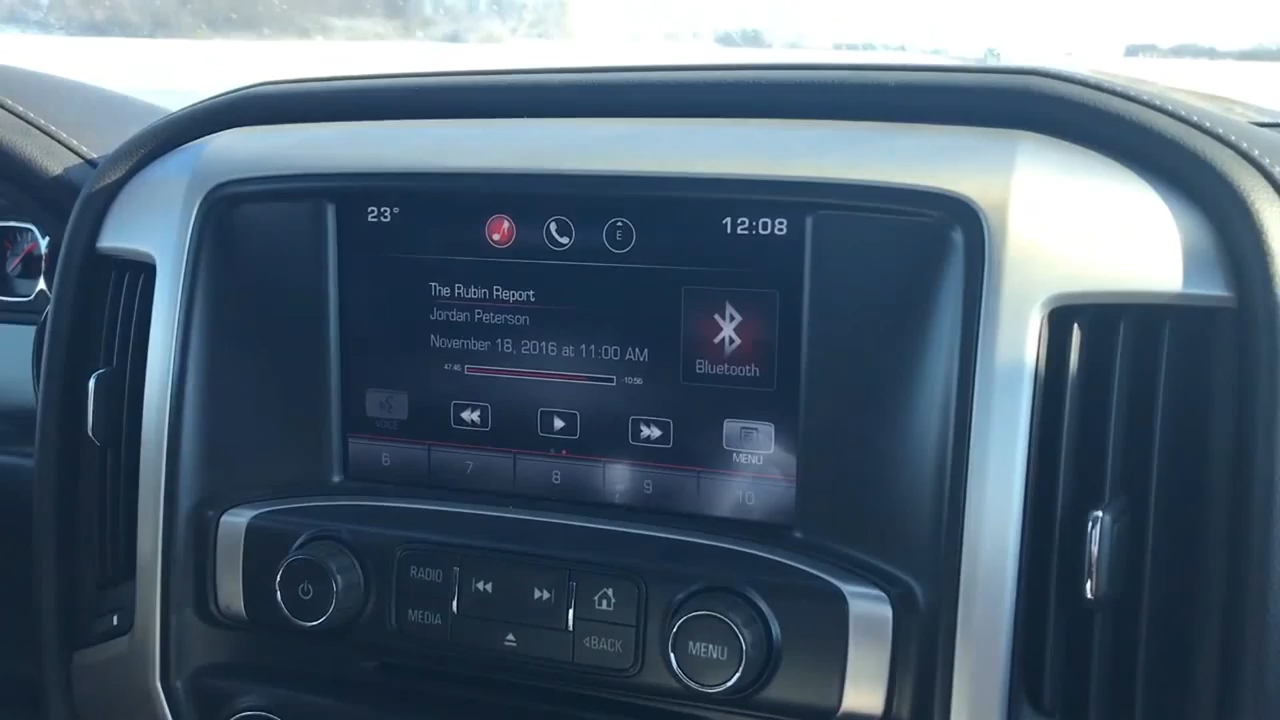 23°
E
12:08
The Rubin Report
Jordan Peterson
November 18, 2016 at 11:00 AM
47:46
-10:56
Bluetooth
VOICE
MENU
6 7 8 9 10
RADIO
MEDIA
BACK
MENU